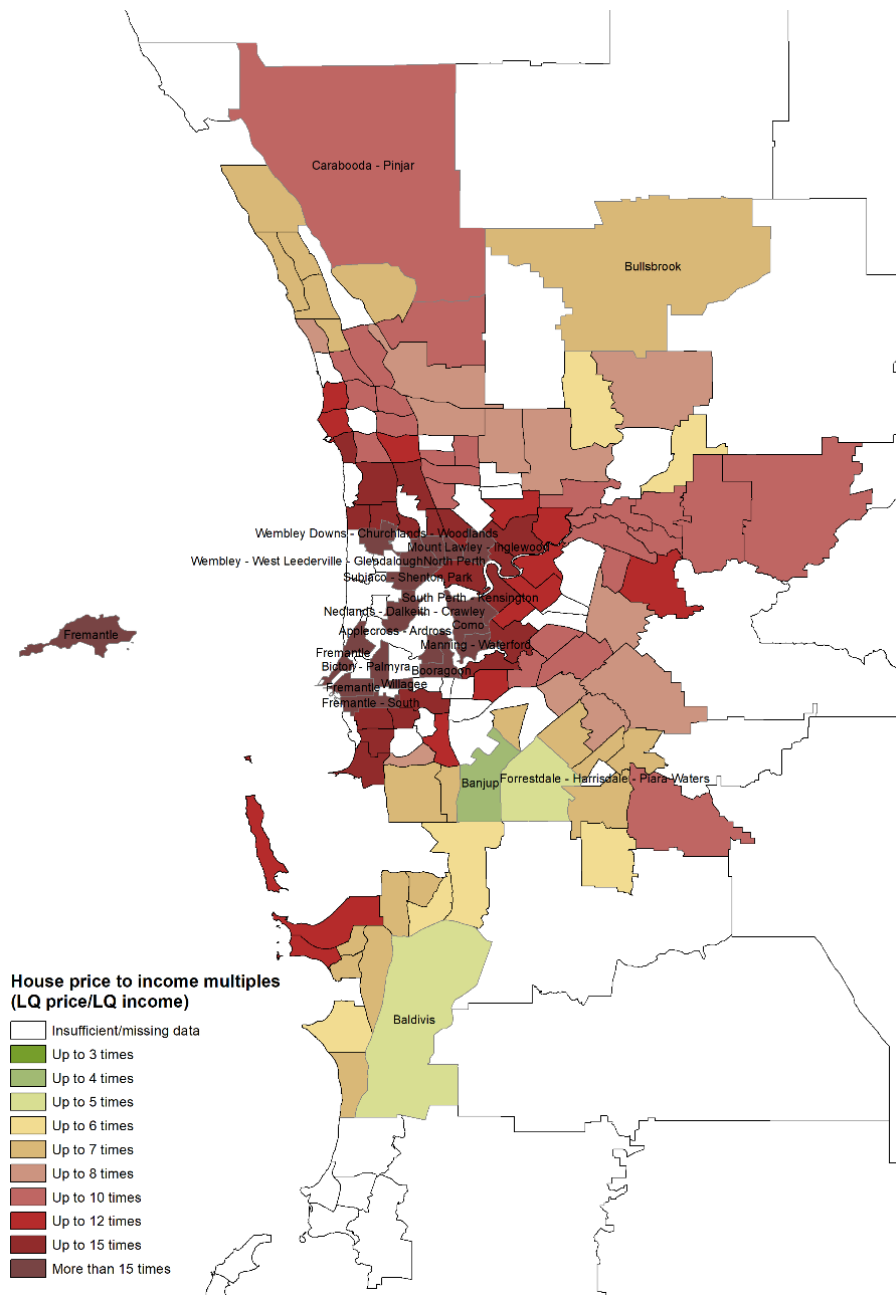 Carabooda - Pinjar
Bullsbrook
Wembley Downs - Churchlands - Woodlands
Mount Lawley - Inglewood
Wembley - West Leederville - Glendalough
North Perth
Subiaco - Shenton Park
South Perth - Kensington
Nedlands - Dalkeith - Crawley
Como
Applecross - Ardross
Fremantle
Manning - Waterford
Fremantle
Bicton - Palmyra
Booragoon
Willagee
Fremantle
Fremantle - South
Banjup
Forrestdale - Harrisdale - Piara-Waters
Baldivis
House price to income multiples
(LQ price/LQ income)
Insufficient/missing data
Up to 3 times
Up to 4 times
Up to 5 times
Up to 6 times
Up to 7 times
Up to 8 times
Up to 10 times
Up to 12 times
Up to 15 times
More than 15 times